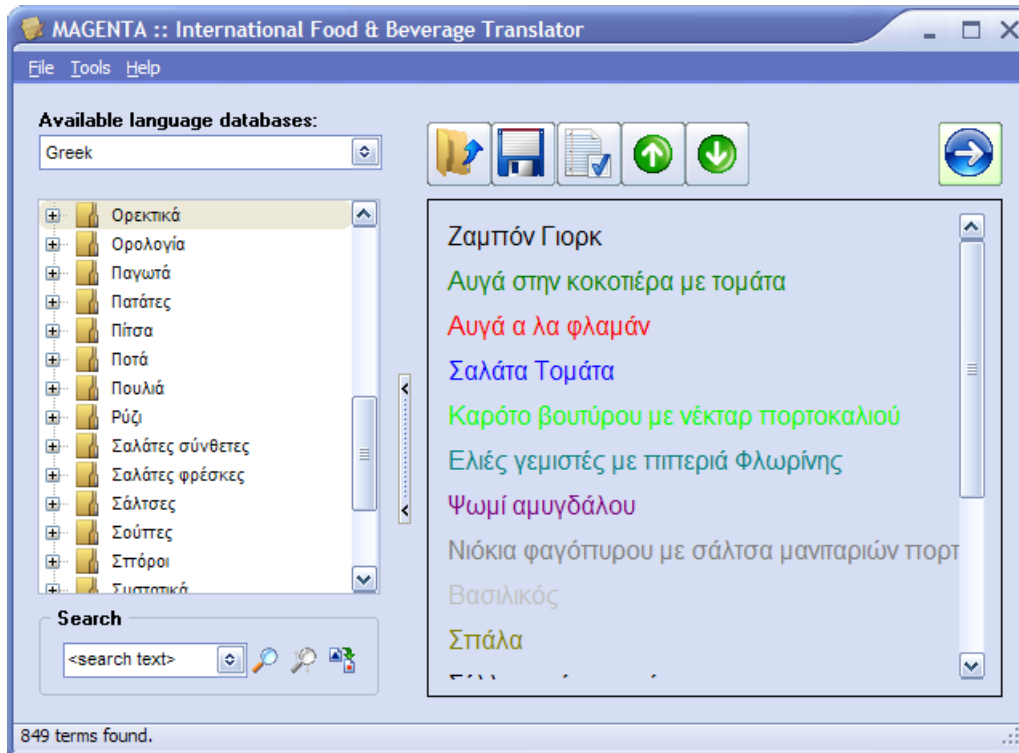 MAGENTA :: International Food & Beverage Translator
File Tools Help
Available language databases:
Greek
Ορεκτικά
Ορολογία
Παγωτά
Πατάτες
Πίτσα
Ποτά
Πουλιά
Ρύζι
Σαλάτες σύνθετες
Σαλάτες φρέσκες
Σάλτσες
Σούπες
Σπόροι
Συστατικά
Search
<search text>
Ζαμπόν Γιορκ
Αυγά στην κοκοτιέρα με τομάτα
Αυγά α λα φλαμάν
Σαλάτα Τομάτα
Καρότο βουτύρου με νέκταρ πορτοκαλιού
Ελιές γεμιστές με πιπεριά Φλωρίνης
Ψωμί αμυγδάλου
Νιόκια φαγόπυρου με σάλτσα μανιταριών πορτ
Βασιλικός
Σπάλα
849 terms found.